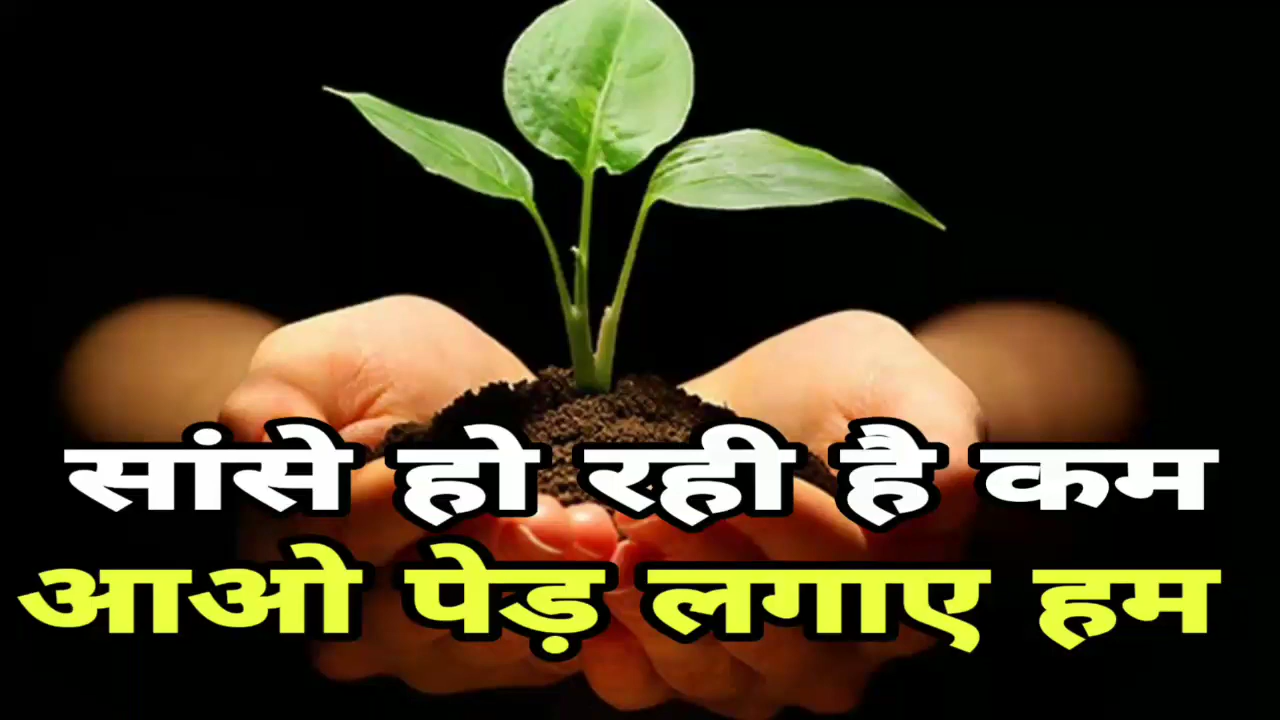 सांसे हो रही है कम
आओ पेड़ लगाए हम